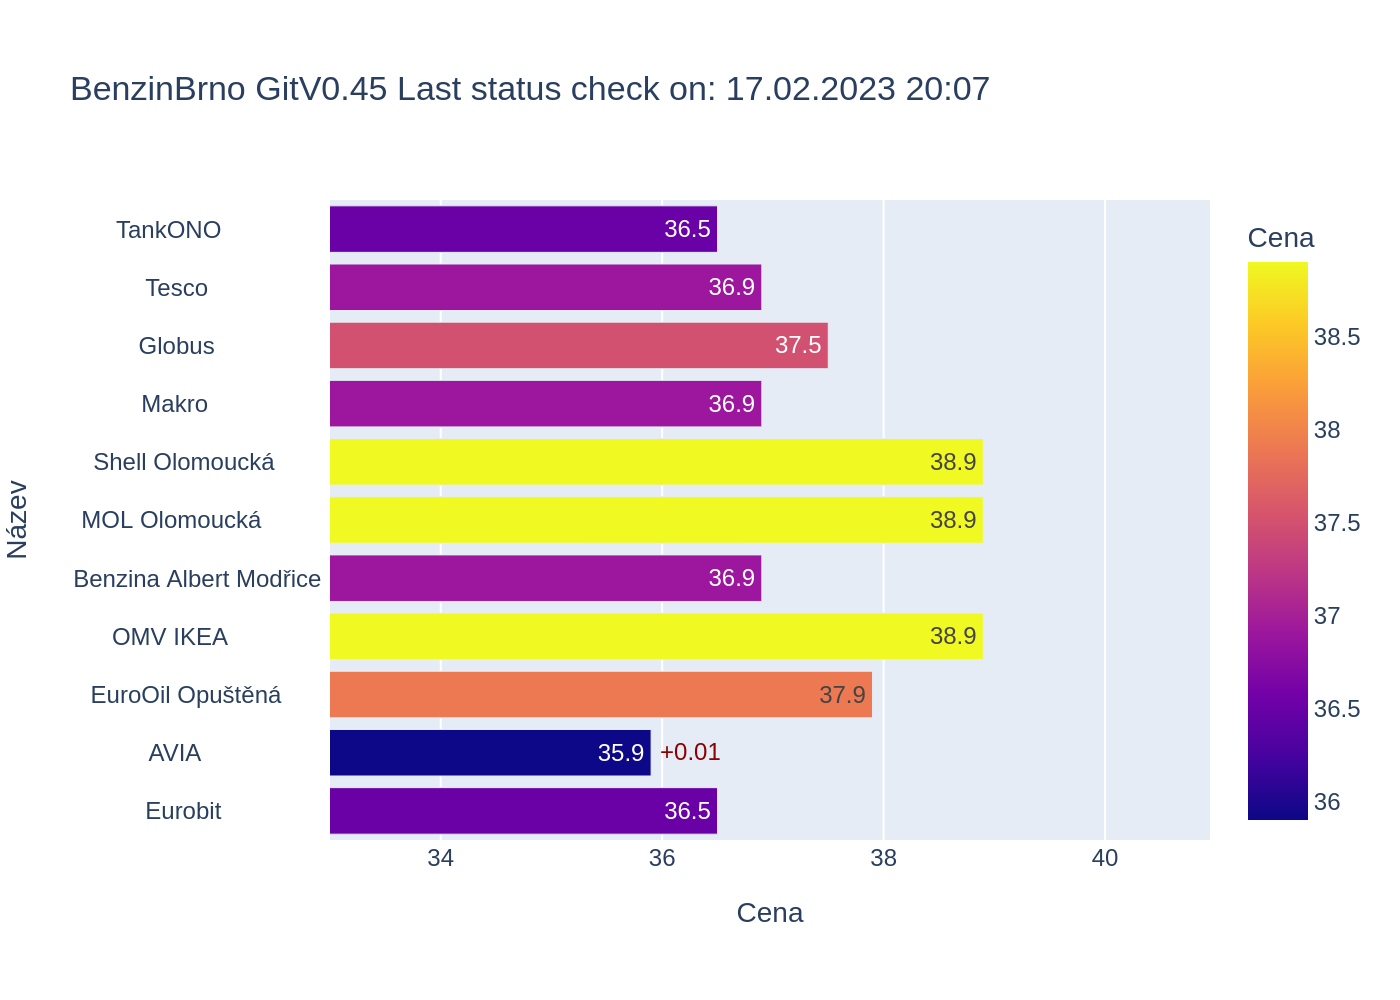 BenzinBrno GitV0.45 Last status check on: 17.02.2023 20:07
Název
TankONO 36.5
Tesco 36.9
Globus 37.5
Makro 36.9
Shell Olomoucká 38.9
MOL Olomoucká 38.9
Benzina Albert Modřice 36.9
OMV IKEA 38.9
EuroOil Opuštěná 37.9
AVIA 35.9 +0.01
Eurobit 36.5
34 36 38 40
Cena
Cena
38.5
38
37.5
37
36.5
36